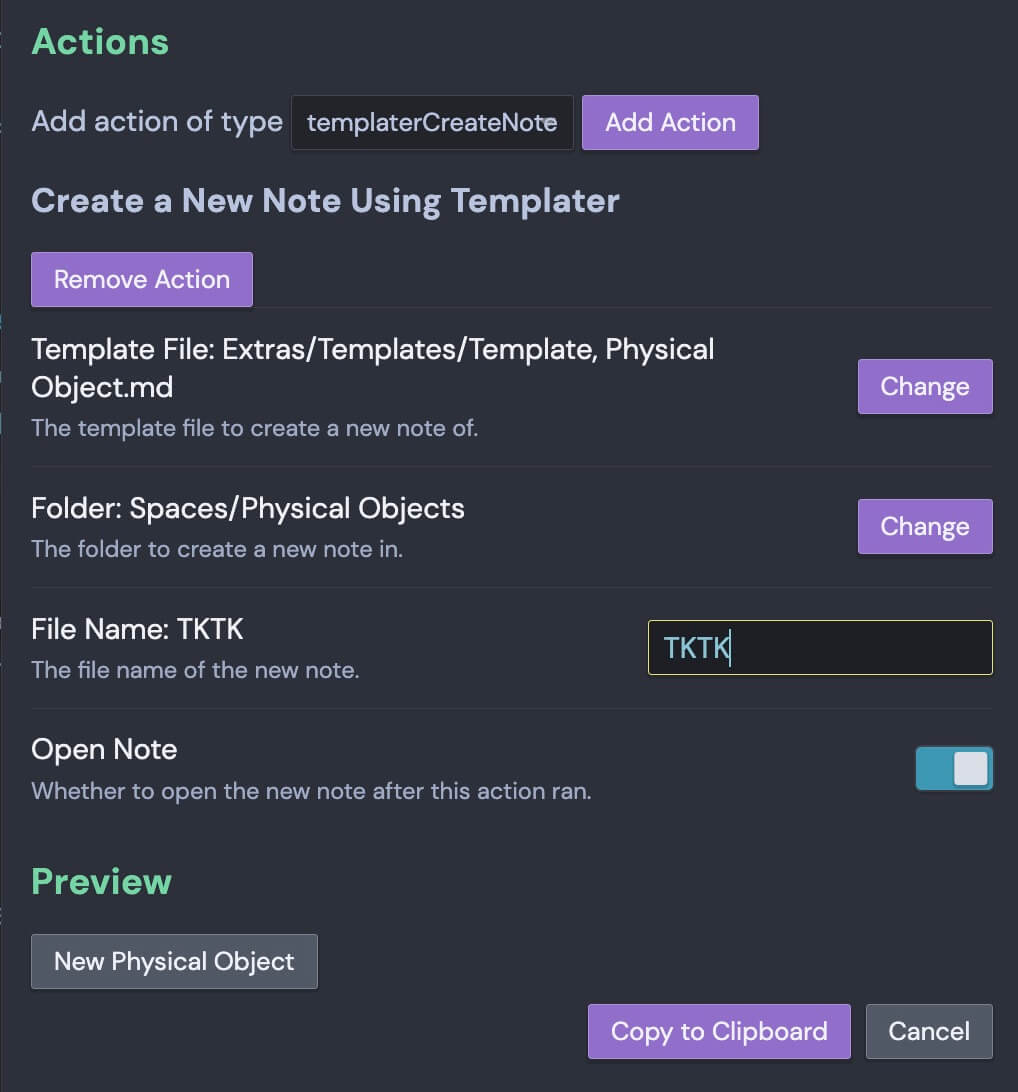 Actions
Add action of type templaterCreateNote Add Action
Create a New Note Using Templater
Remove Action
Template File: Extras/Templates/Template, Physical
Object.md
Change
The template file to create a new note of.
Folder: Spaces/Physical Objects
Change
The folder to create a new note in.
File Name: TKTK
TKTK
The file name of the new note.
Open Note
Whether to open the new note after this action ran.
Preview
New Physical Object
Copy to Clipboard Cancel